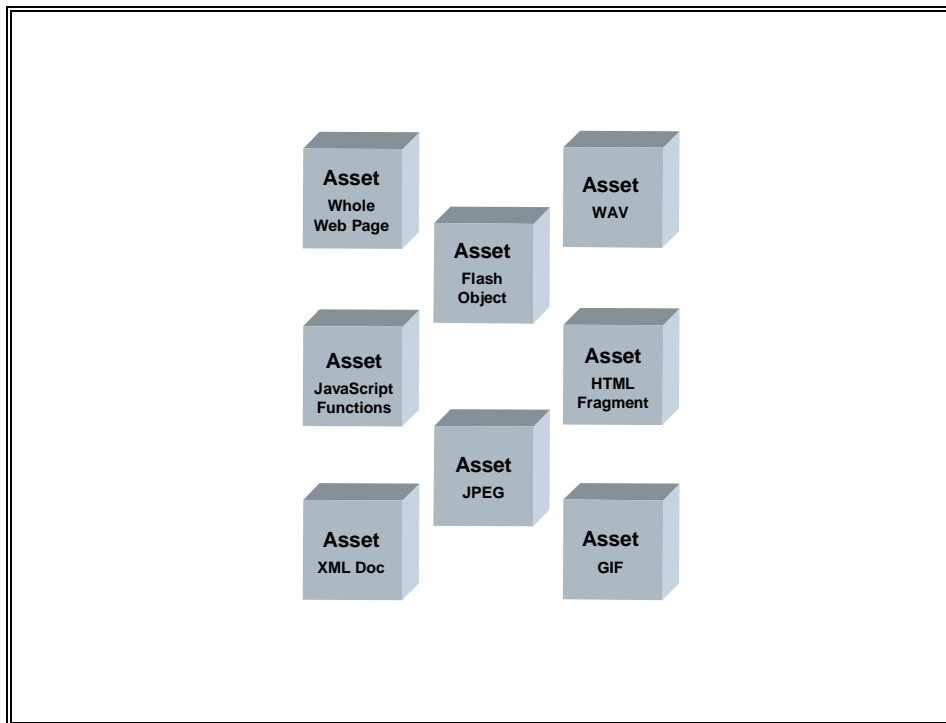 Asset
Whole
Web Page
Asset
WAV
Asset
Flash
Object
Asset
JavaScript
Functions
Asset
HTML
Fragment
Asset
JPEG
Asset
XML Doc
Asset
GIF